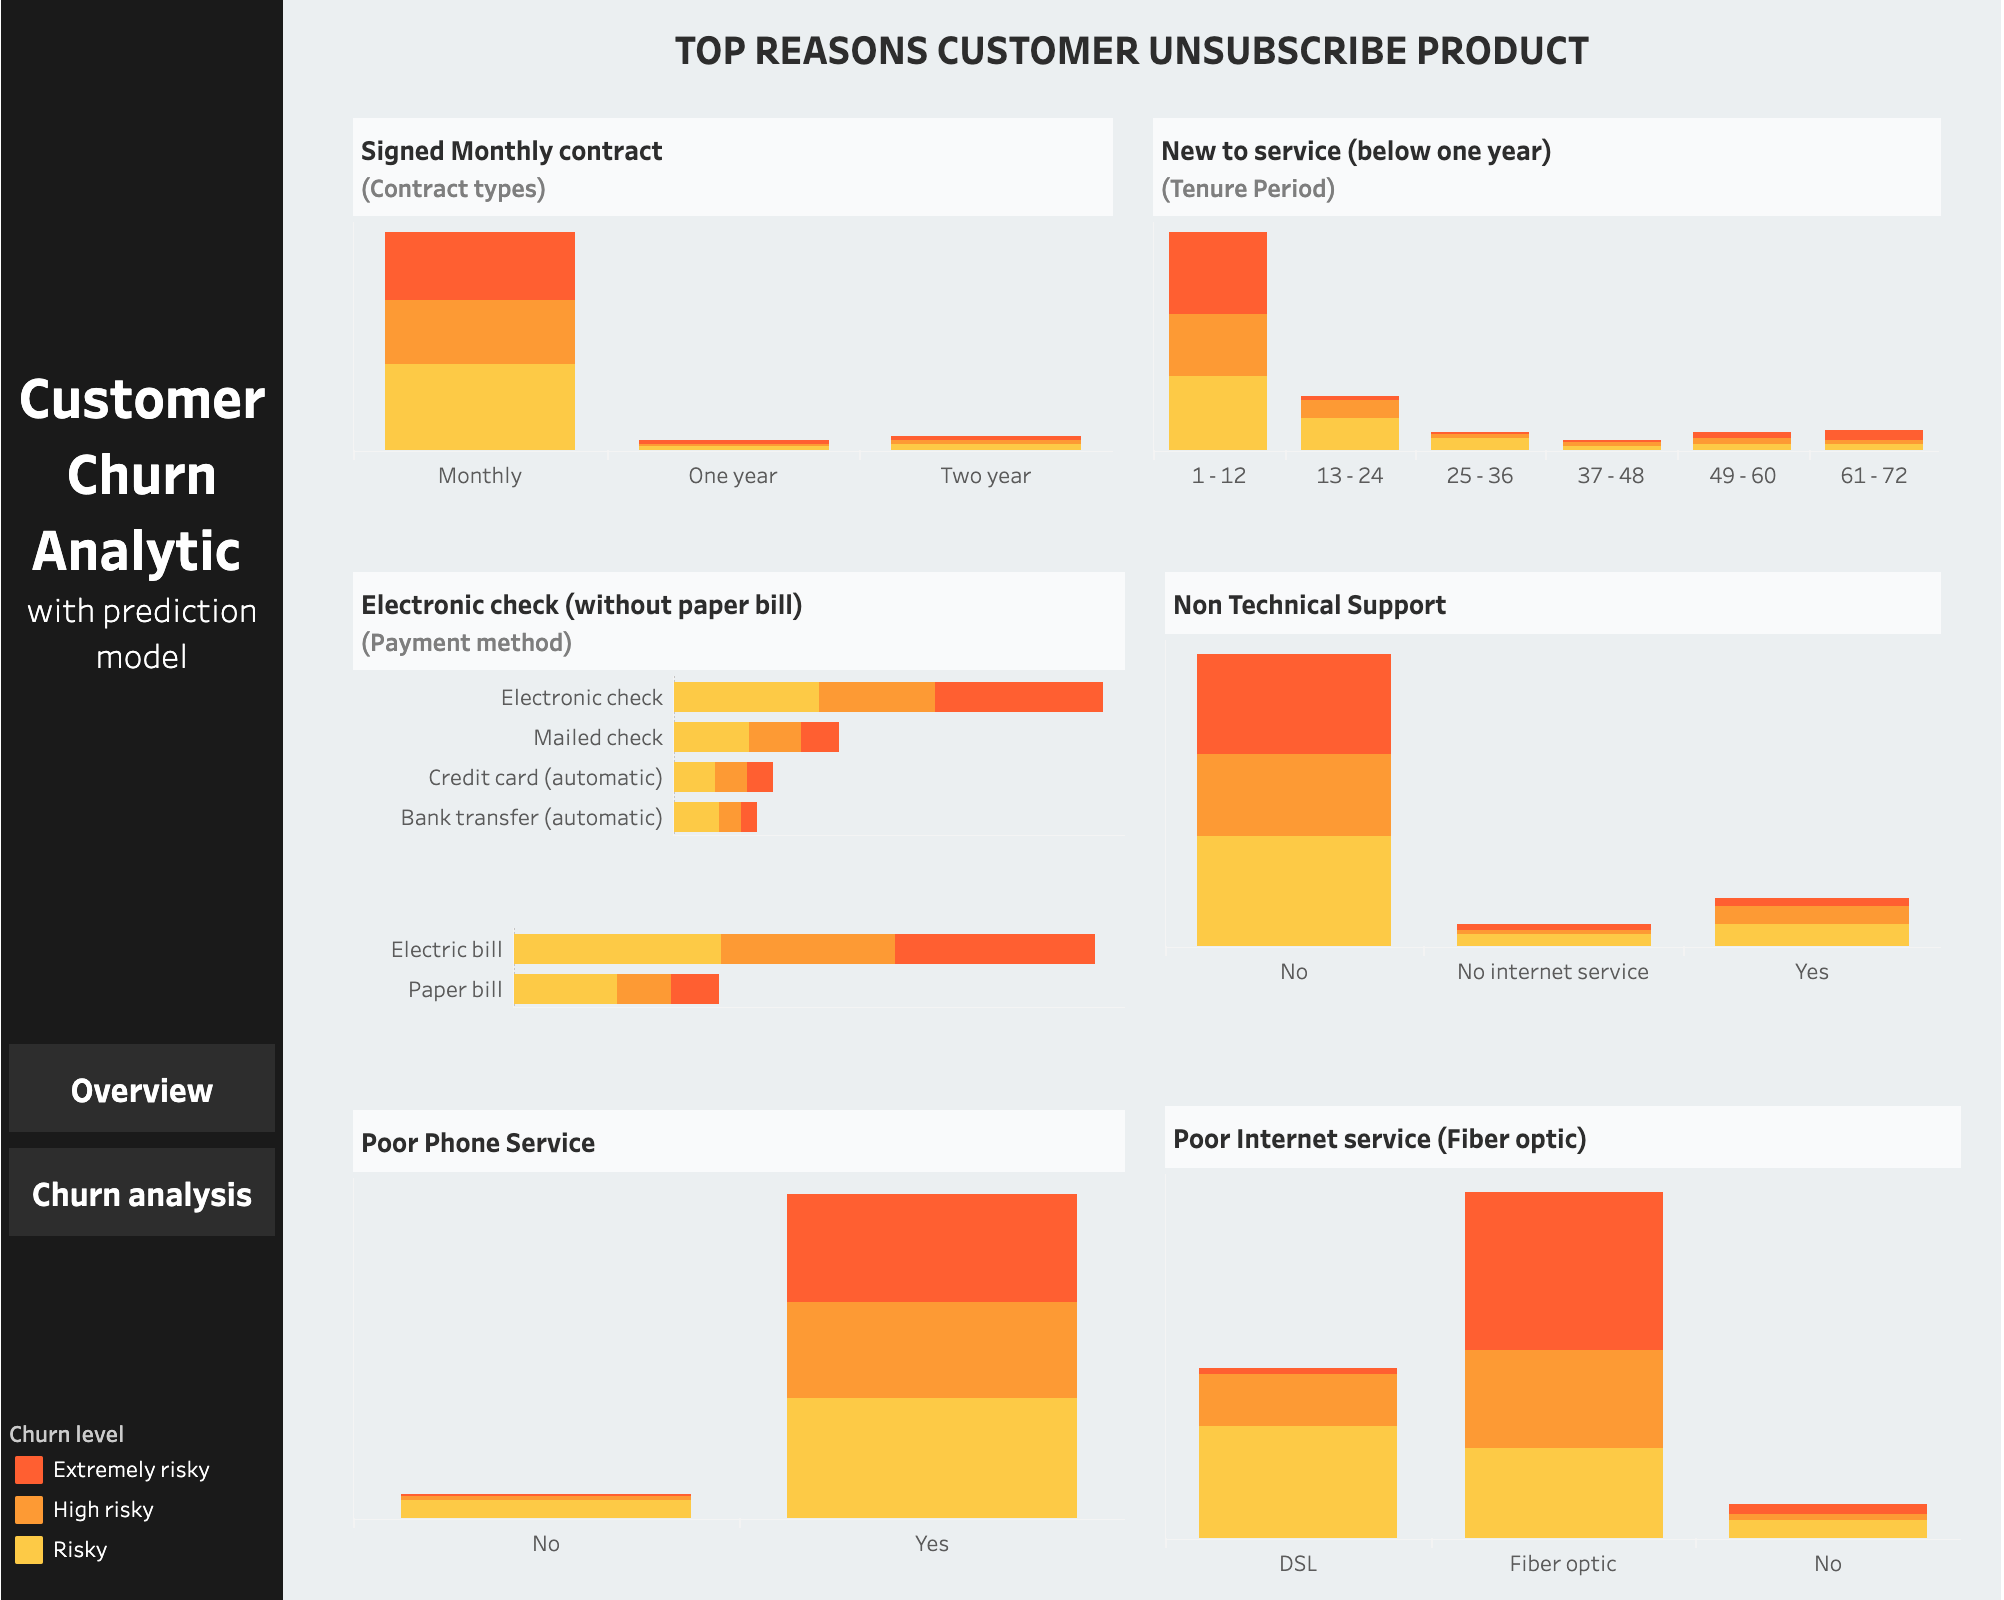 Customer
Churn
Analytic
with prediction
model
Overview
Churn analysis
Churn level
Extremely risky
High risky
Risky
TOP REASONS CUSTOMER UNSUBSCRIBE PRODUCT
Signed Monthly contract
(Contract types)
Monthly One year Two year
New to service (below one year)
(Tenure Period)
1 - 12 13 - 24 25 - 36 37 - 48 49 - 60 61 - 72
Electronic check (without paper bill)
(Payment method)
Electronic check
Mailed check
Credit card (automatic)
Bank transfer (automatic)
Electric bill
Paper bill
Non Technical Support
No No internet service Yes
Poor Phone Service
No Yes
Poor Internet service (Fiber optic)
DSL Fiber optic No